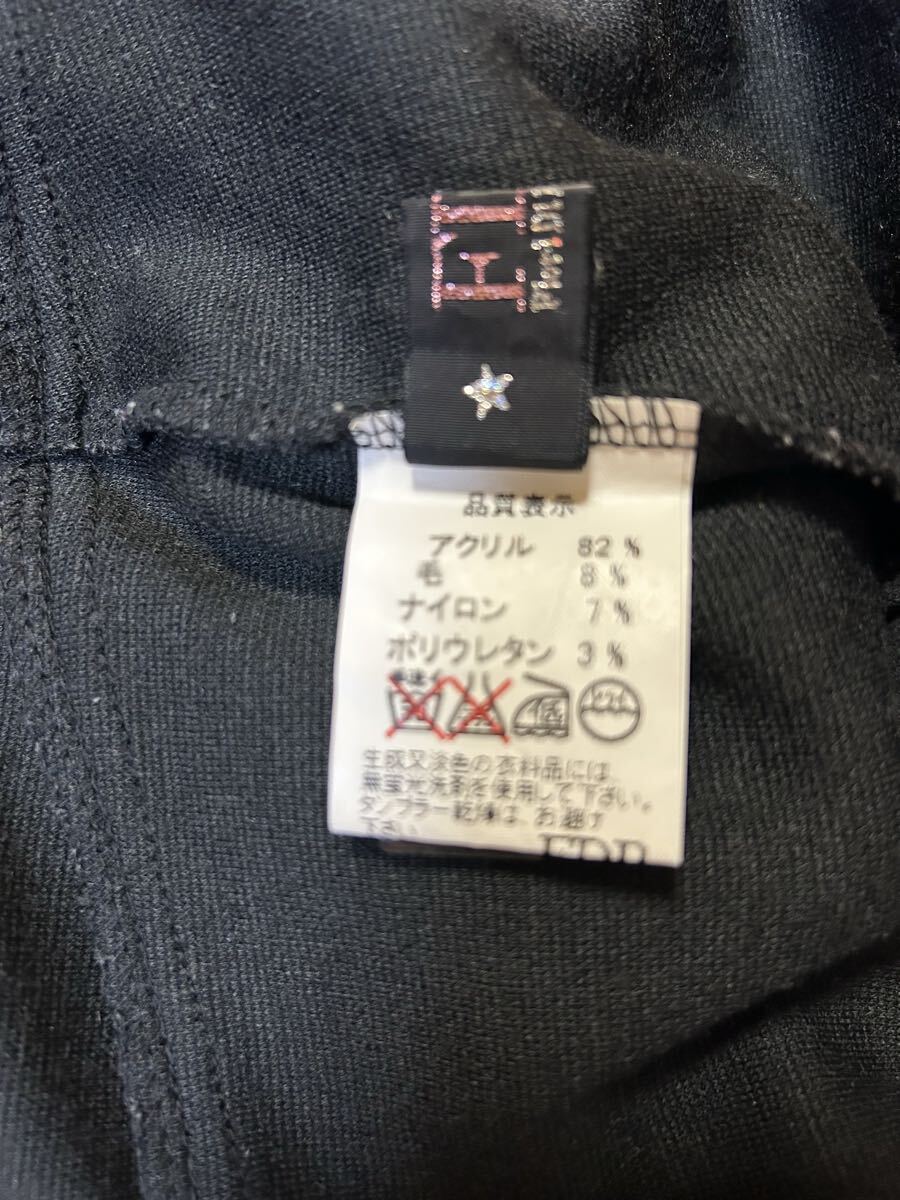 品質表示
アクリル 82 %
毛 8 %
ナイロン 7 %
ポリウレタン 3 %
生成又淡色の衣料品には、
無蛍光洗剤を使用して下さい。
タンブラー乾燥は、お避け
下さい。